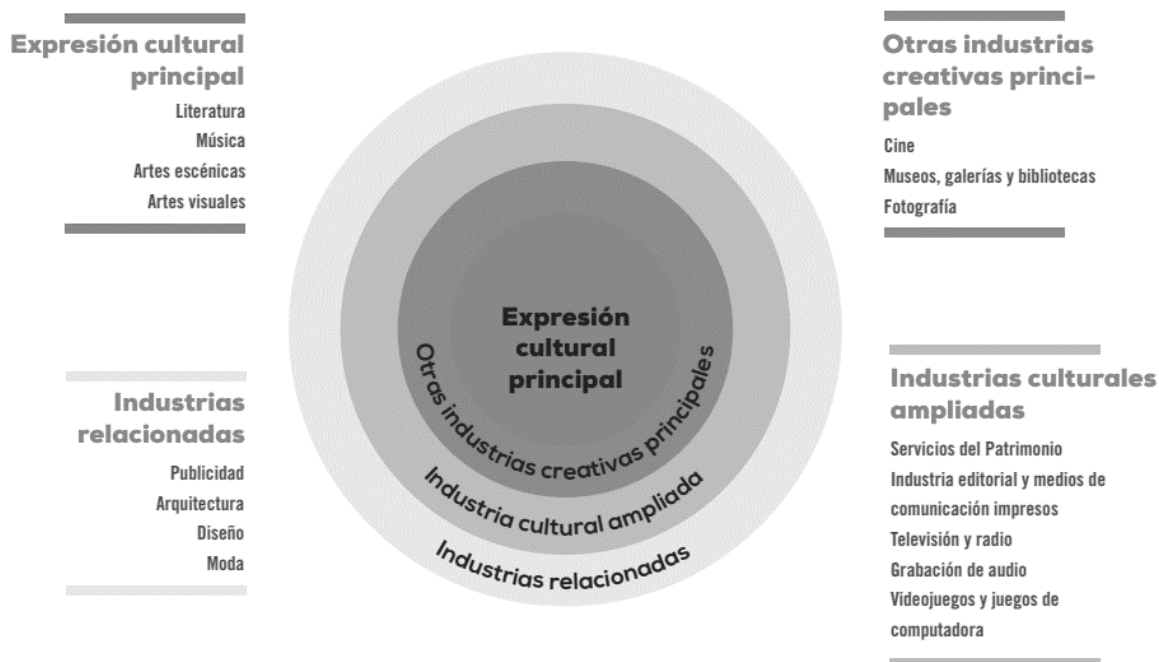 Expresión cultural
principal
Literatura
Música
Artes escénicas
Artes visuales
Otras industrias
creativas princi-
pales
Cine
Museos, galerías y bibliotecas
Fotografía
Expresión
cultural
principal
Otras industrias creativas principales
Industria cultural ampliada
Industrias relacionadas
Industrias
relacionadas
Publicidad
Arquitectura
Diseño
Moda
Industrias culturales
ampliadas
Servicios del Patrimonio
Industria editorial y medios de
comunicación impresos
Televisión y radio
Grabación de audio
Videojuegos y juegos de
computadora